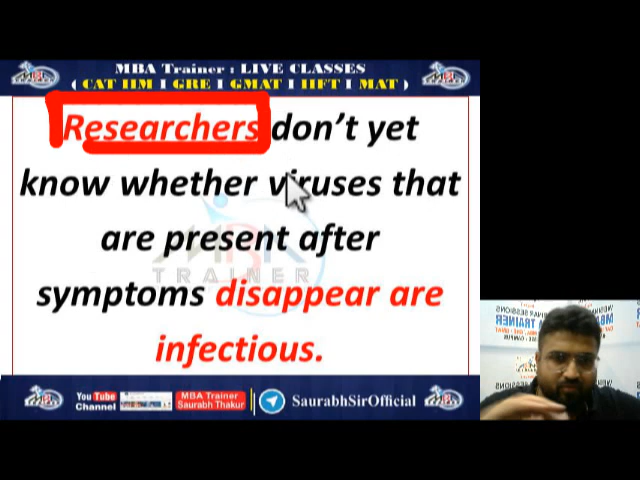 MBA Trainer : LIVE CLASSES
( CAT IIM I GRE I GMAT I IIFT I MAT )
Researchers don’t yet
know whether viruses that
are present after
symptoms disappear are
infectious.
TRAINER
You Tube
Channel
MBA Trainer
Saurabh Thakur
SaurabhSirOfficial